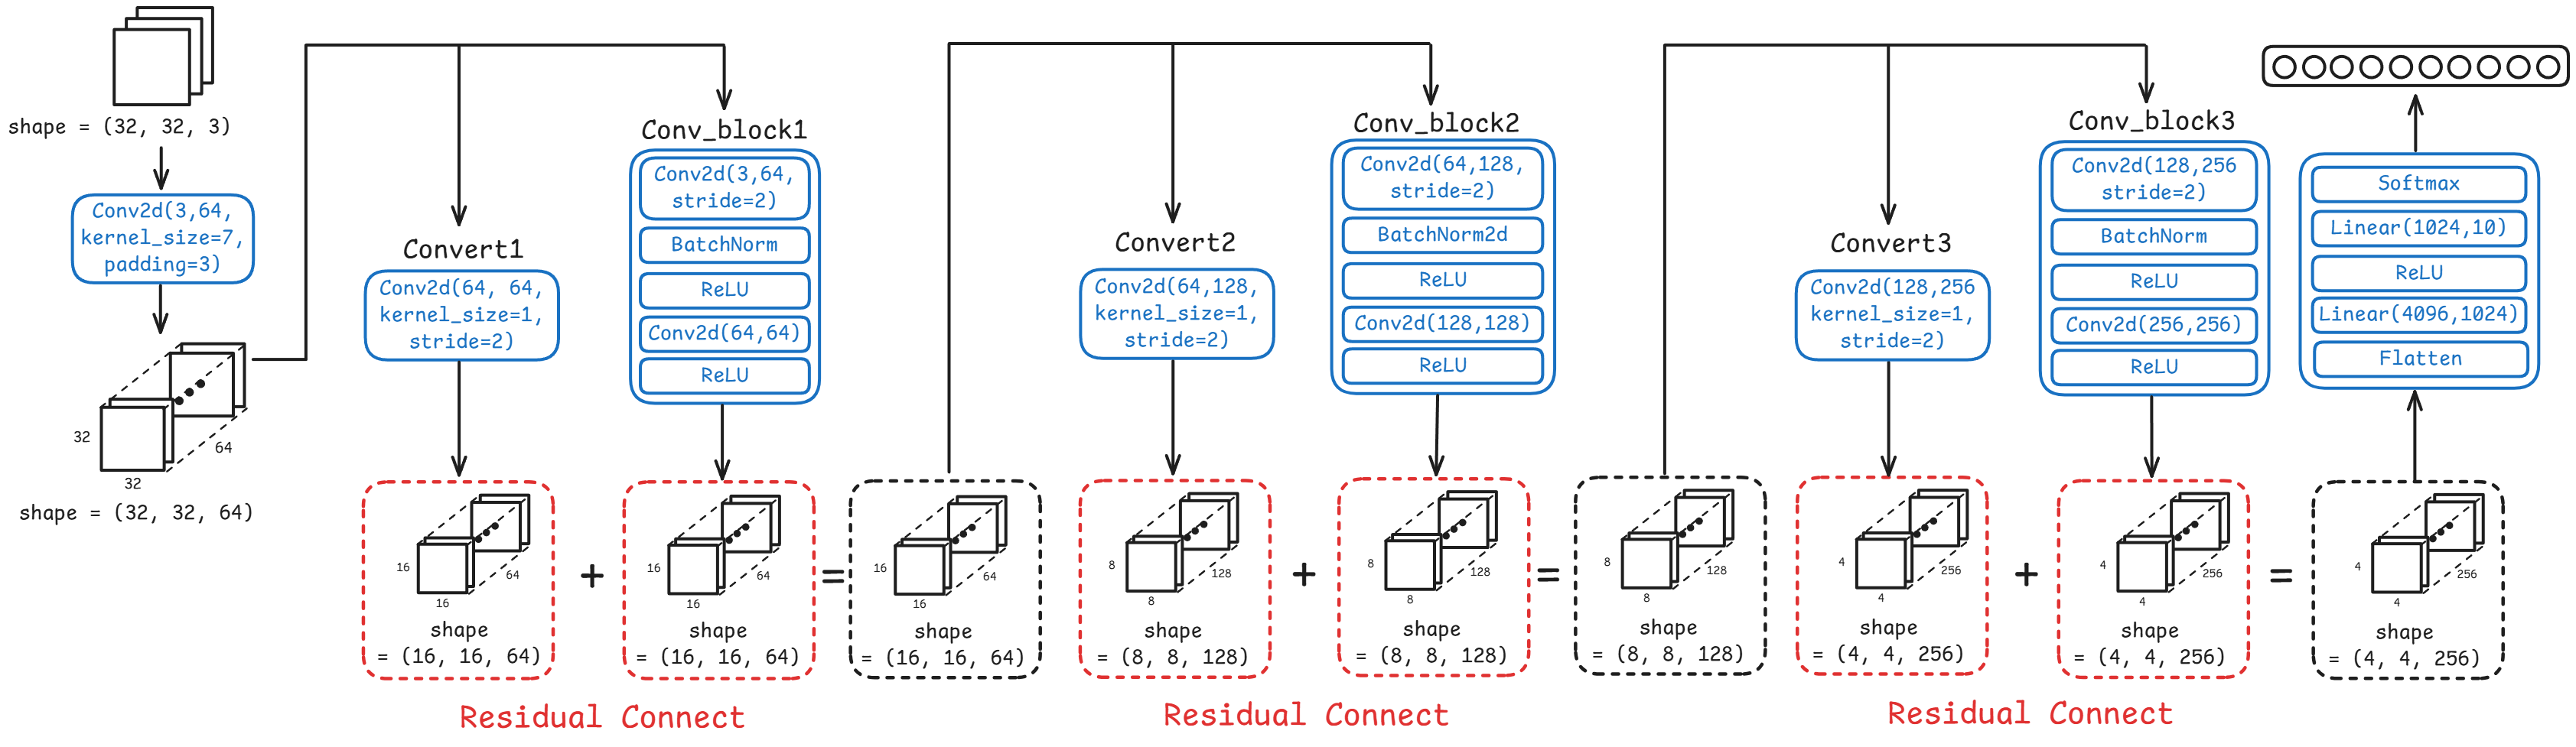 shape = (32, 32, 3)
Conv2d(3,64,
kernel_size=7,
padding=3)
32
64
32
shape = (32, 32, 64)
Convert1
Conv2d(64, 64,
kernel_size=1,
stride=2)
Conv_block1
Conv2d(3,64,
stride=2)
BatchNorm
ReLU
Conv2d(64,64)
ReLU
16
64
16
shape
= (16, 16, 64)
+
16
64
16
shape
= (16, 16, 64)
=
16
64
16
shape
= (16, 16, 64)
Residual Connect
Convert2
Conv2d(64,128,
kernel_size=1,
stride=2)
Conv_block2
Conv2d(64,128,
stride=2)
BatchNorm2d
ReLU
Conv2d(128,128)
ReLU
8
128
8
shape
= (8, 8, 128)
+
8
128
8
shape
= (8, 8, 128)
=
8
128
8
shape
= (8, 8, 128)
Residual Connect
Convert3
Conv2d(128,256
kernel_size=1,
stride=2)
Conv_block3
Conv2d(128,256
stride=2)
BatchNorm
ReLU
Conv2d(256,256)
ReLU
4
256
4
shape
= (4, 4, 256)
+
4
256
4
shape
= (4, 4, 256)
=
4
256
4
shape
= (4, 4, 256)
Residual Connect
Softmax
Linear(1024,10)
ReLU
Linear(4096,1024)
Flatten